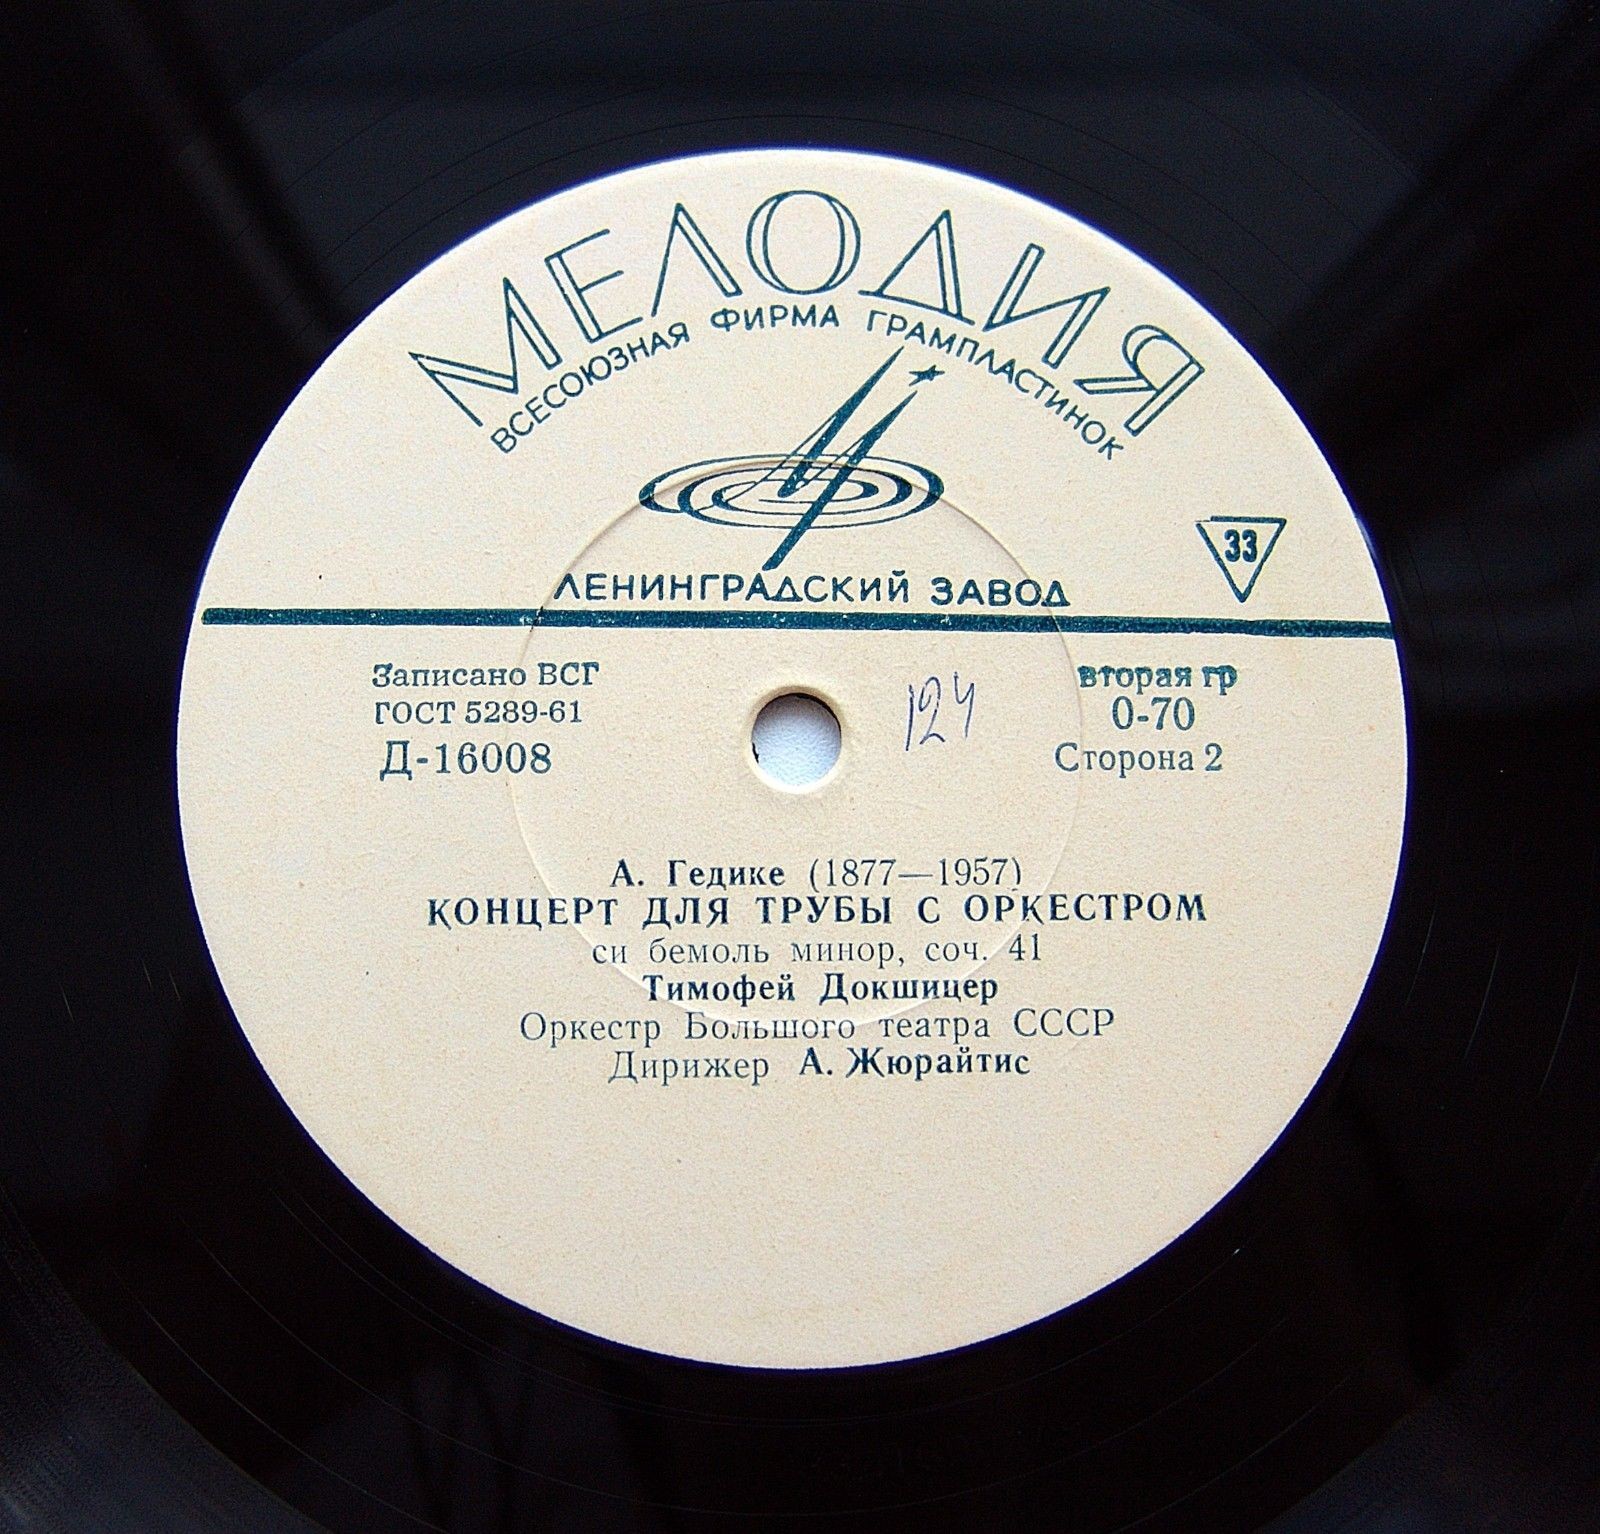 МЕЛОДИЯ
ВСЕСОЮЗНАЯ ФИРМА ГРАМПЛАСТИНОК
33
ЛЕНИНГРАДСКИЙ ЗАВОД
Записано ВСГ
ГОСТ 5289-61
Д-16008
124
вторая гр
0-70
Сторона 2
А. Гедике (1877—1957)
КОНЦЕРТ ДЛЯ ТРУБЫ С ОРКЕСТРОМ
си бемоль минор, соч. 41
Тимофей Докшицер
Оркестр Большого театра СССР
Дирижер А. Жюрайтис